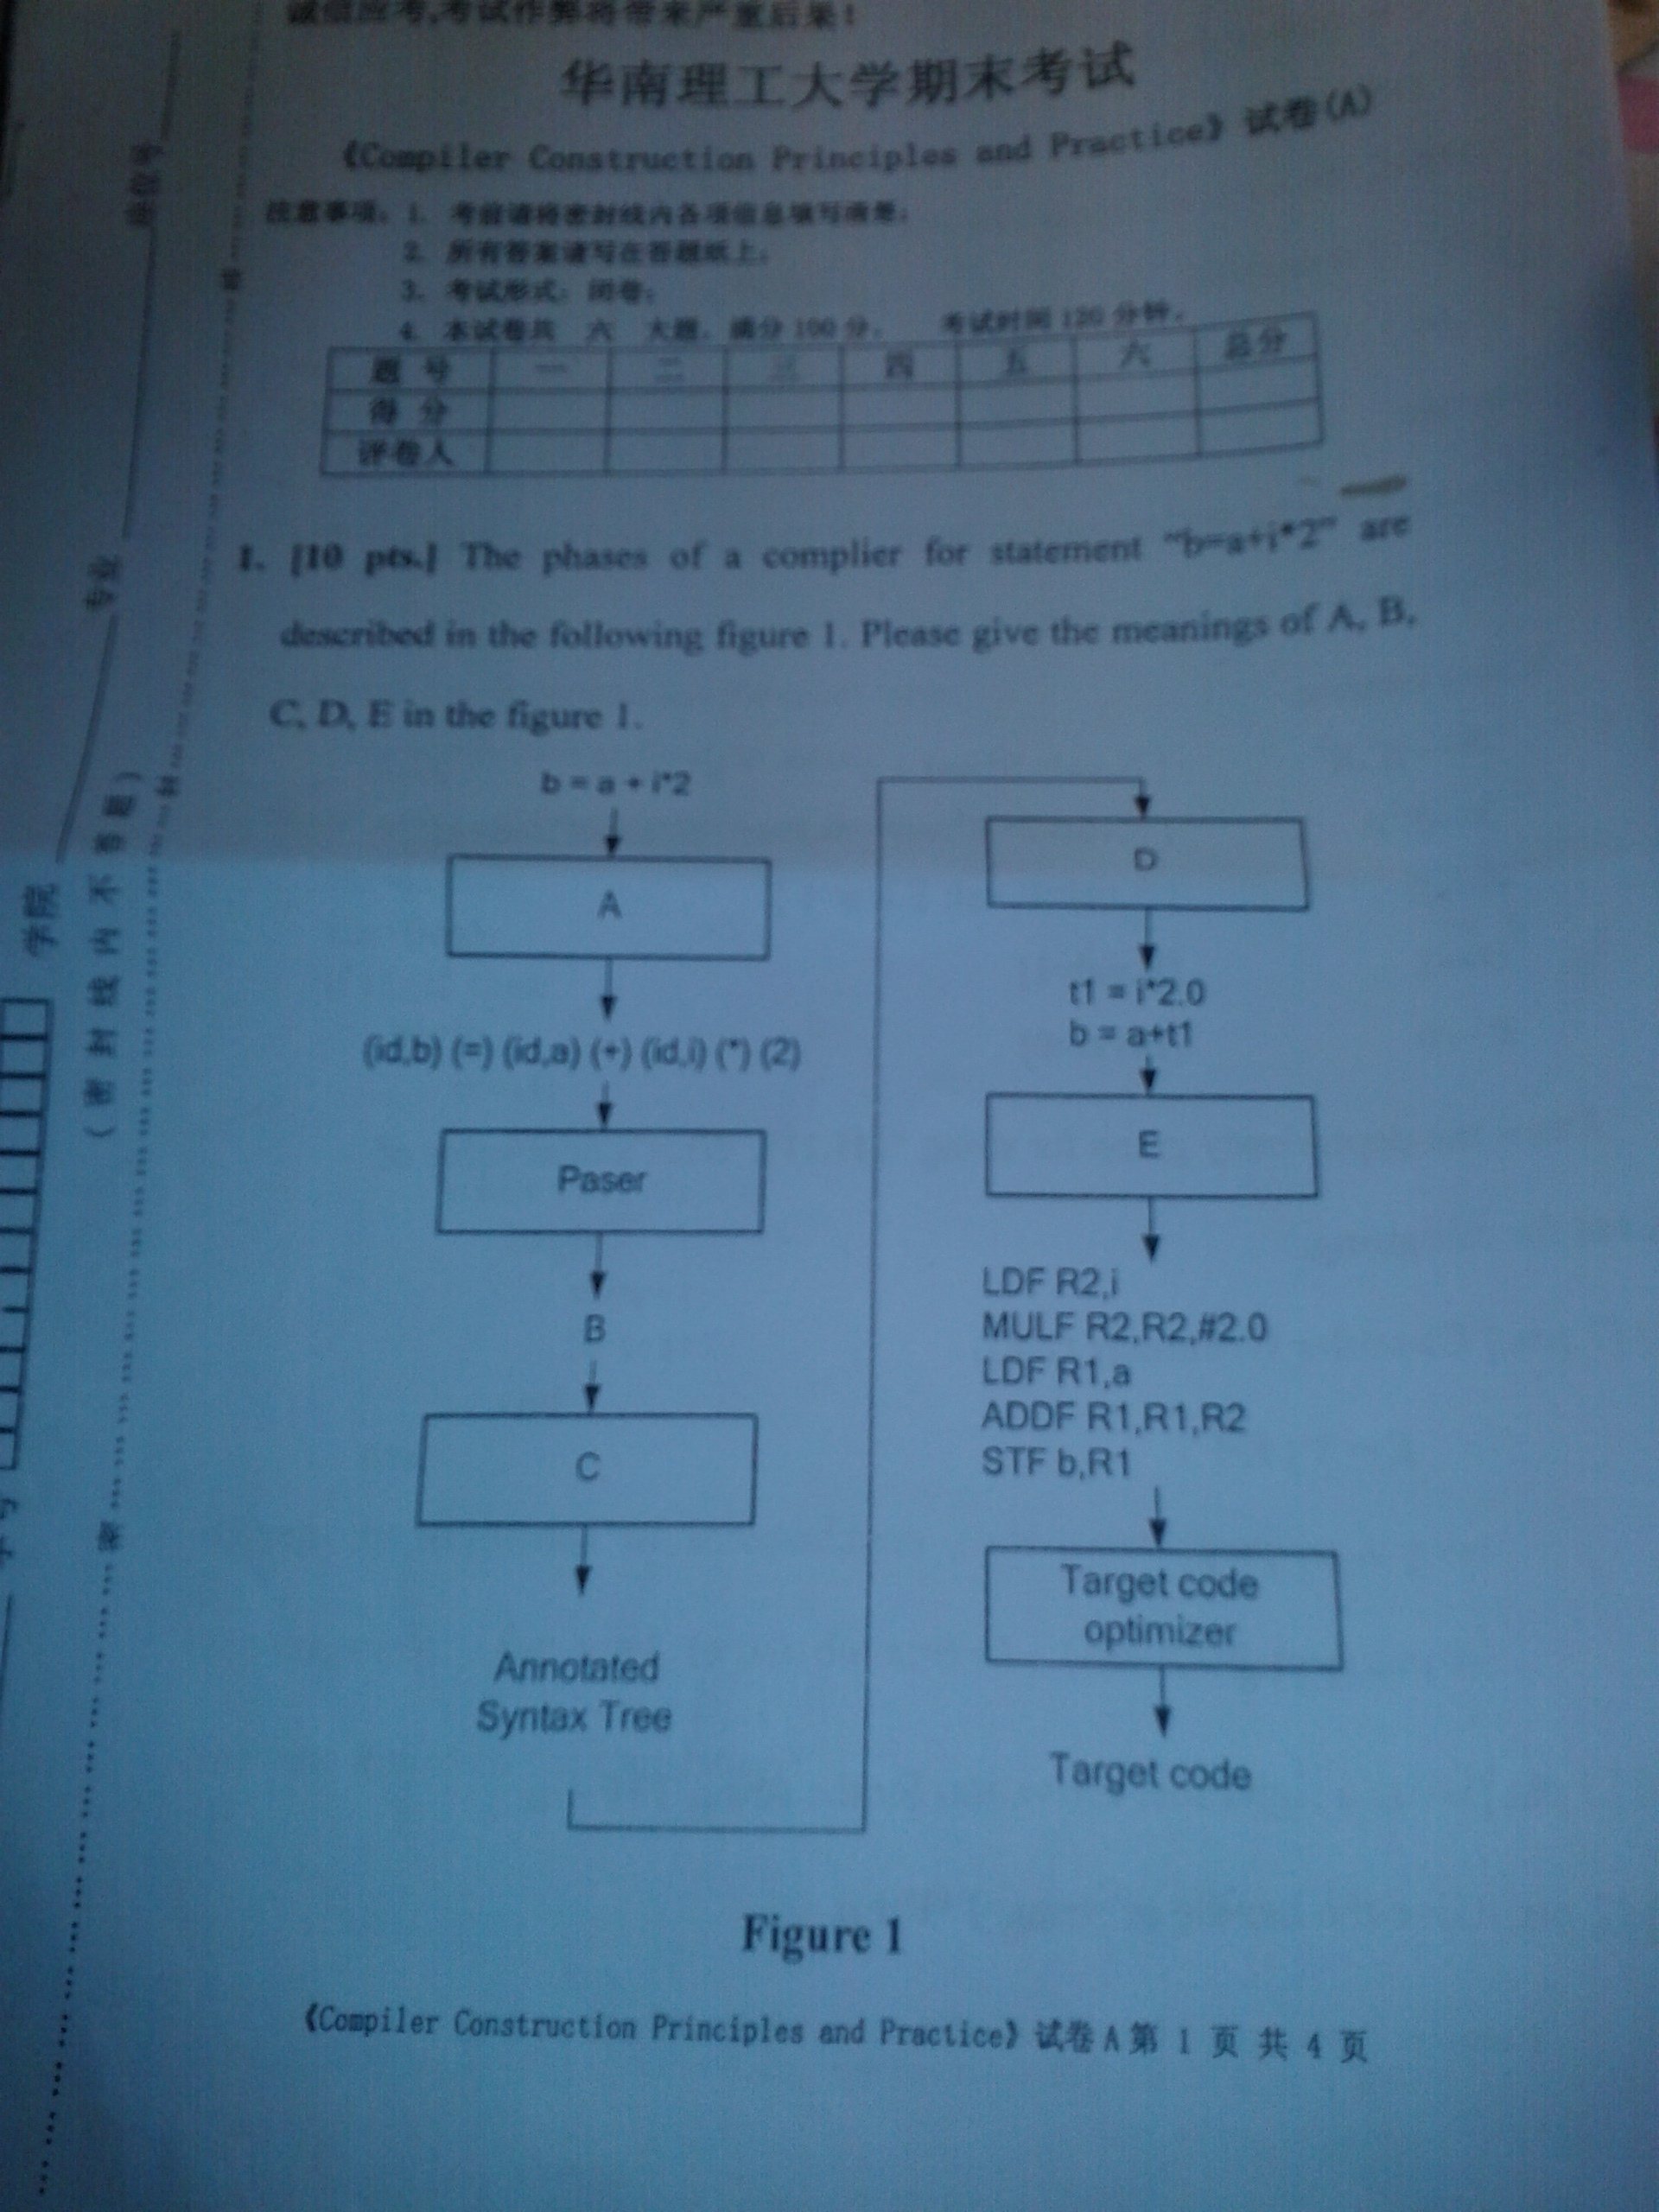 诚信应考,考试作弊将带来严重后果!
华南理工大学期末考试
《Compiler Construction Principles and Practice》试卷(A)
注意事项: 1. 考前请将密封线内各项信息填写清楚;
2. 所有答案请写在答题纸上;
3. 考试形式: 闭卷;
4. 本试卷共 六 大题, 满分 100 分, 考试时间 120 分钟。
题 号 一 二 三 四 五 六 总分
得 分
评卷人
1. [10 pts.] The phases of a complier for statement "b=a+i*2" are
described in the following figure 1. Please give the meanings of A, B,
C, D, E in the figure 1.
b = a + i*2
A
(id,b) (=) (id,a) (+) (id,i) (*) (2)
Paser
B
C
Annotated
Syntax Tree
D
t1 = i*2.0
b = a+t1
E
LDF R2,i
MULF R2,R2,#2.0
LDF R1,a
ADDF R1,R1,R2
STF b,R1
Target code
optimizer
Target code
Figure 1
《Compiler Construction Principles and Practice》试卷 A 第 1 页 共 4 页
座位号
专业
学院
(密封线内不答题)
密
封
线